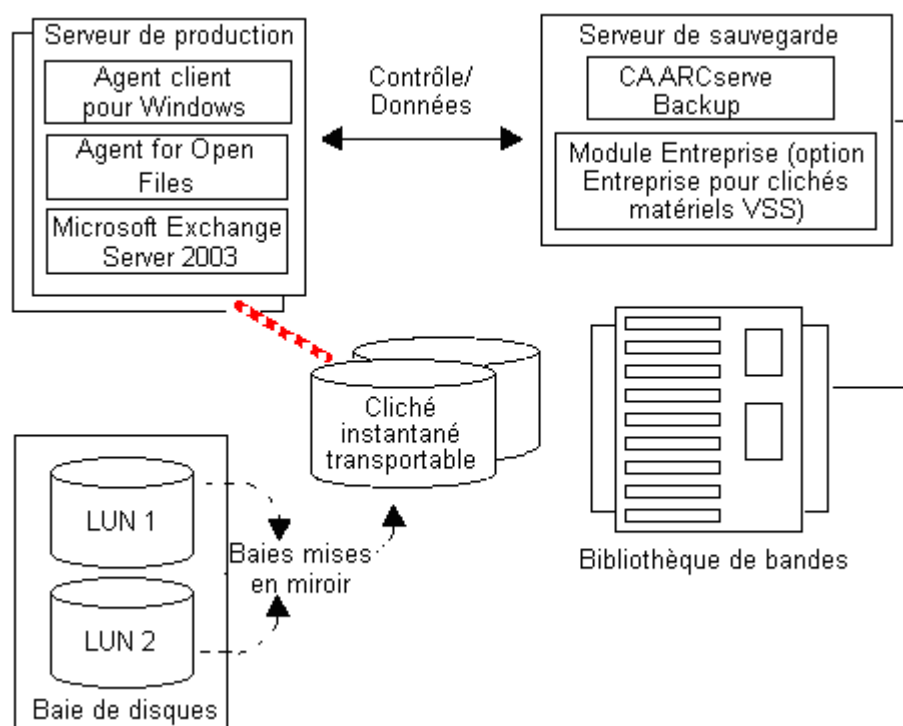 Serveur de production
Agent client
pour Windows
Agent for Open
Files
Microsoft Exchange
Server 2003
Contrôle/
Données
Serveur de sauvegarde
CA ARCserve
Backup
Module Entreprise (option
Entreprise pour clichés
matériels VSS)
Cliché
instantané
transportable
LUN 1
LUN 2
Baie de disques
Baies mises
en miroir
Bibliothèque de bandes